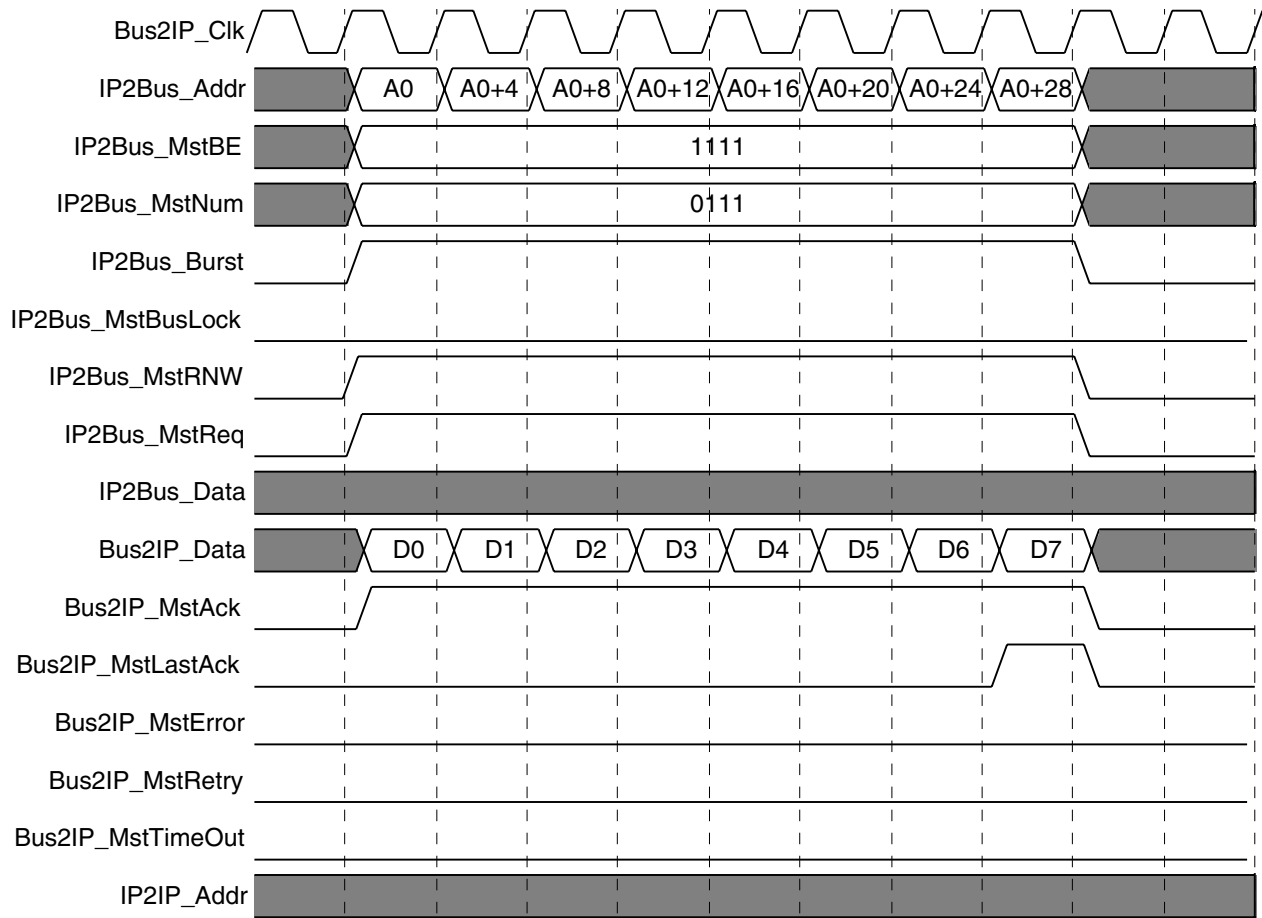 Bus2IP_Clk
IP2Bus_Addr A0 A0+4 A0+8 A0+12 A0+16 A0+20 A0+24 A0+28
IP2Bus_MstBE 1111
IP2Bus_MstNum 0111
IP2Bus_Burst
IP2Bus_MstBusLock
IP2Bus_MstRNW
IP2Bus_MstReq
IP2Bus_Data
Bus2IP_Data D0 D1 D2 D3 D4 D5 D6 D7
Bus2IP_MstAck
Bus2IP_MstLastAck
Bus2IP_MstError
Bus2IP_MstRetry
Bus2IP_MstTimeOut
IP2IP_Addr